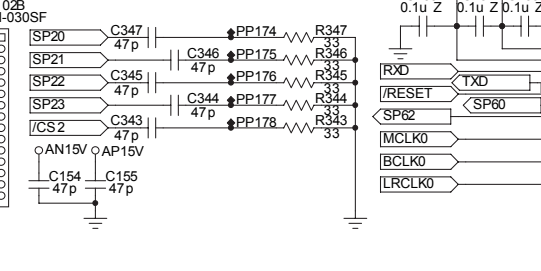 02B
-030SF
0.1u Z 0.1u Z 0.1u Z
SP20 C347 47p PP174 R347 33
SP21 C346 47p PP175 R346 33
SP22 C345 47p PP176 R345 33
SP23 C344 47p PP177 R344 33
/CS2 C343 47p PP178 R343 33
AN15V AP15V
C154 C155
47p 47p
RXD
TXD
/RESET
SP60
SP62
MCLK0
BCLK0
LRCLK0